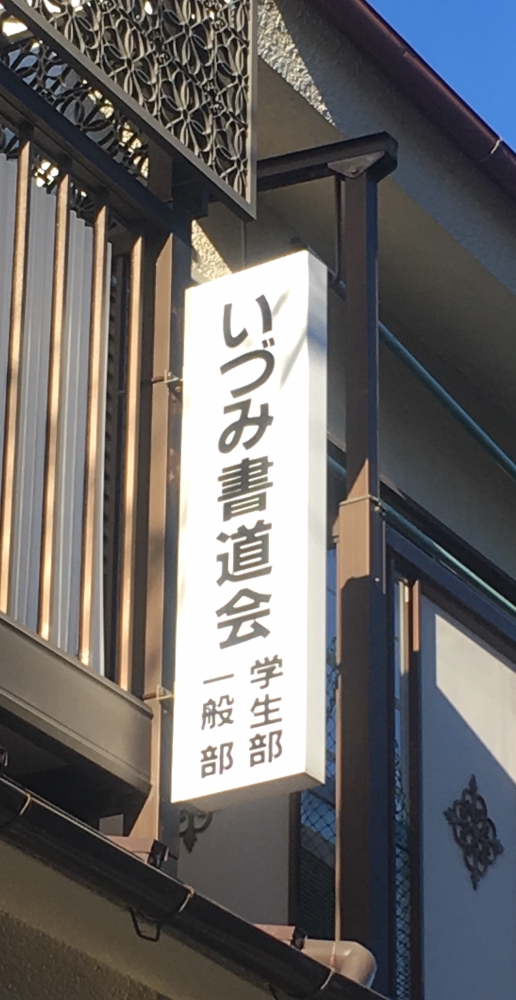 いづみ書道会
学生部
一般部